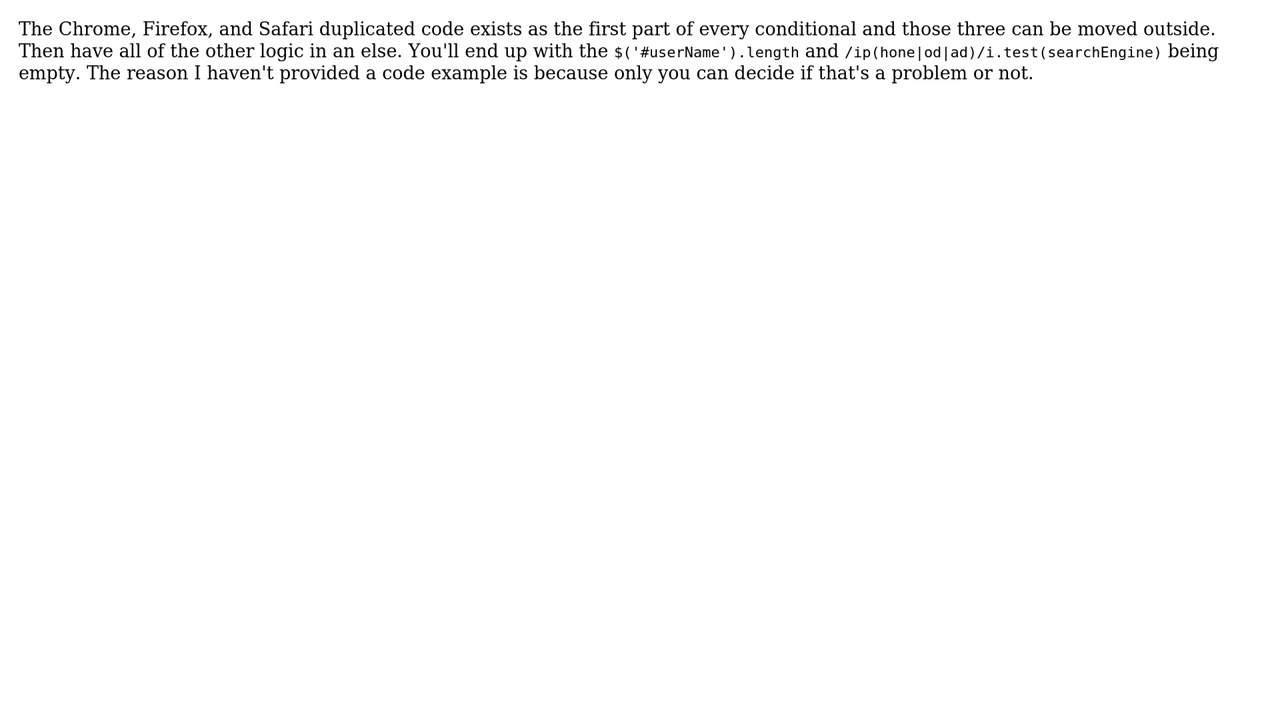 The Chrome, Firefox, and Safari duplicated code exists as the first part of every conditional and those three can be moved outside.
Then have all of the other logic in an else. You'll end up with the $('#userName').length and /ip(hone|od|ad)/i.test(searchEngine) being
empty. The reason I haven't provided a code example is because only you can decide if that's a problem or not.